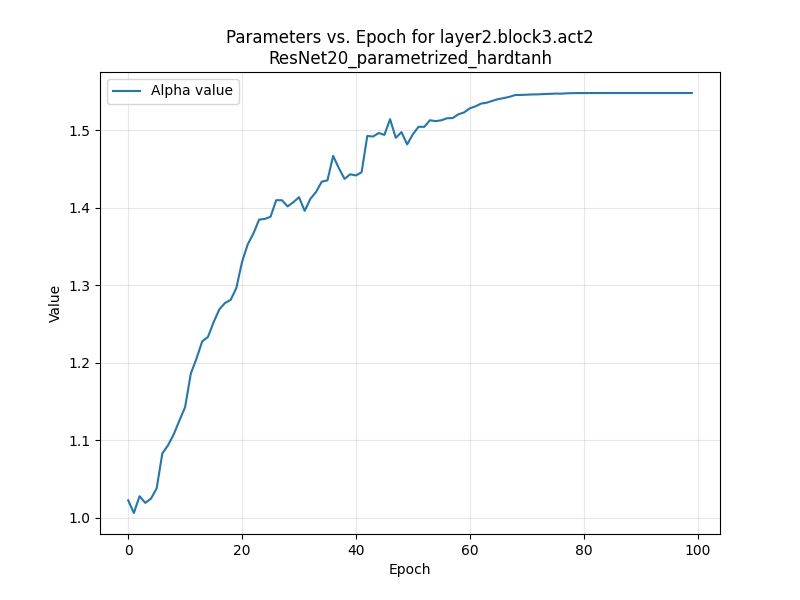 Parameters vs. Epoch for layer2.block3.act2
ResNet20_parametrized_hardtanh
Alpha value
1.5
1.4
1.3
1.2
1.1
1.0
Value
0 20 40 60 80 100
Epoch